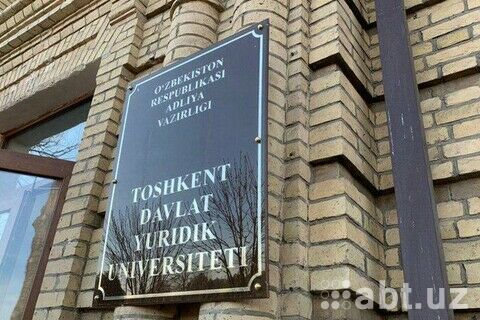 O'ZBEKISTON
RESPUBLIKASI
ADLIYA
VAZIRLIGI
TOSHKENT
DAVLAT
YURIDIK
UNIVERSITETI
abt.uz